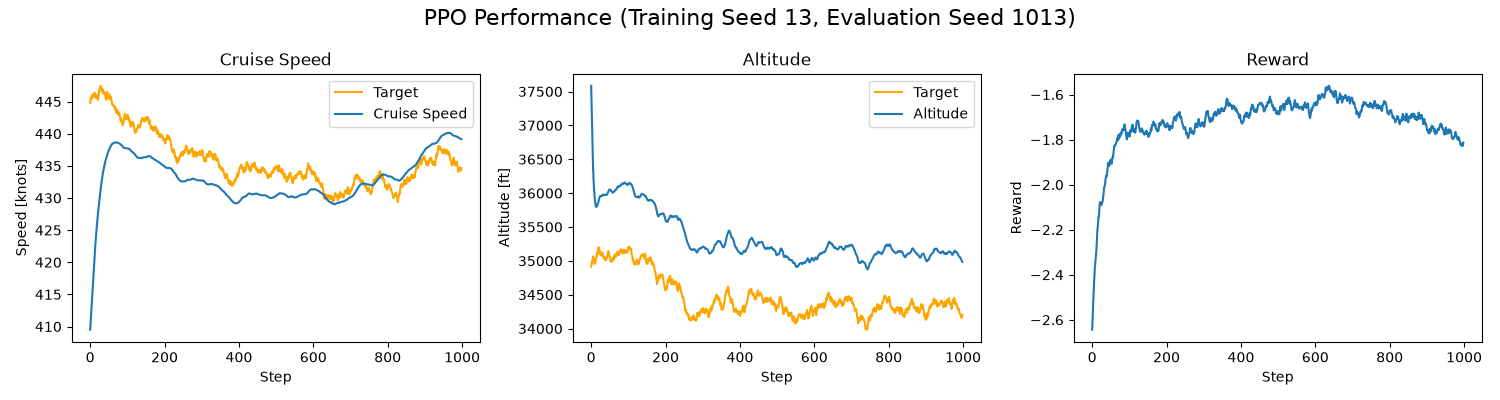 PPO Performance (Training Seed 13, Evaluation Seed 1013)
Cruise Speed
Speed [knots]
445
440
435
430
425
420
415
410
0
200
400
600
800
1000
Step
Target
Cruise Speed
Altitude
Altitude [ft]
37500
37000
36500
36000
35500
35000
34500
34000
0
200
400
600
800
1000
Step
Target
Altitude
Reward
Reward
−1.6
−1.8
−2.0
−2.2
−2.4
−2.6
0
200
400
600
800
1000
Step